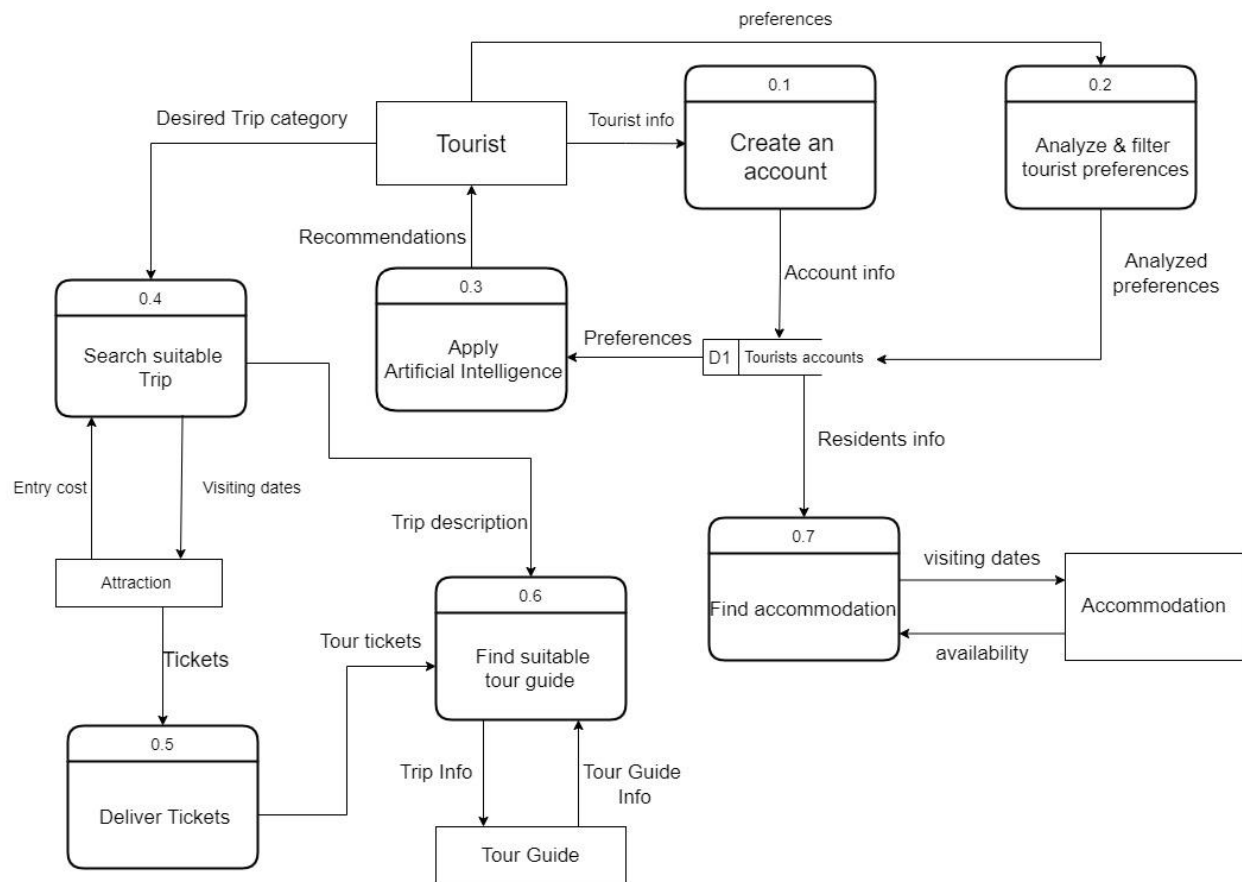 preferences
0.1
0.2
Desired Trip category
Tourist
Tourist info
Create an
account
Analyze & filter
tourist preferences
Recommendations
0.3
Account info
Analyzed
preferences
0.4
Search suitable
Trip
Apply
Artificial Intelligence
Preferences
D1
Tourists accounts
Residents info
Entry cost
Visiting dates
Trip description
0.7
Find accommodation
visiting dates
Accommodation
availability
Attraction
0.6
Find suitable
tour guide
Tour tickets
Tickets
0.5
Deliver Tickets
Trip Info
Tour Guide
Info
Tour Guide